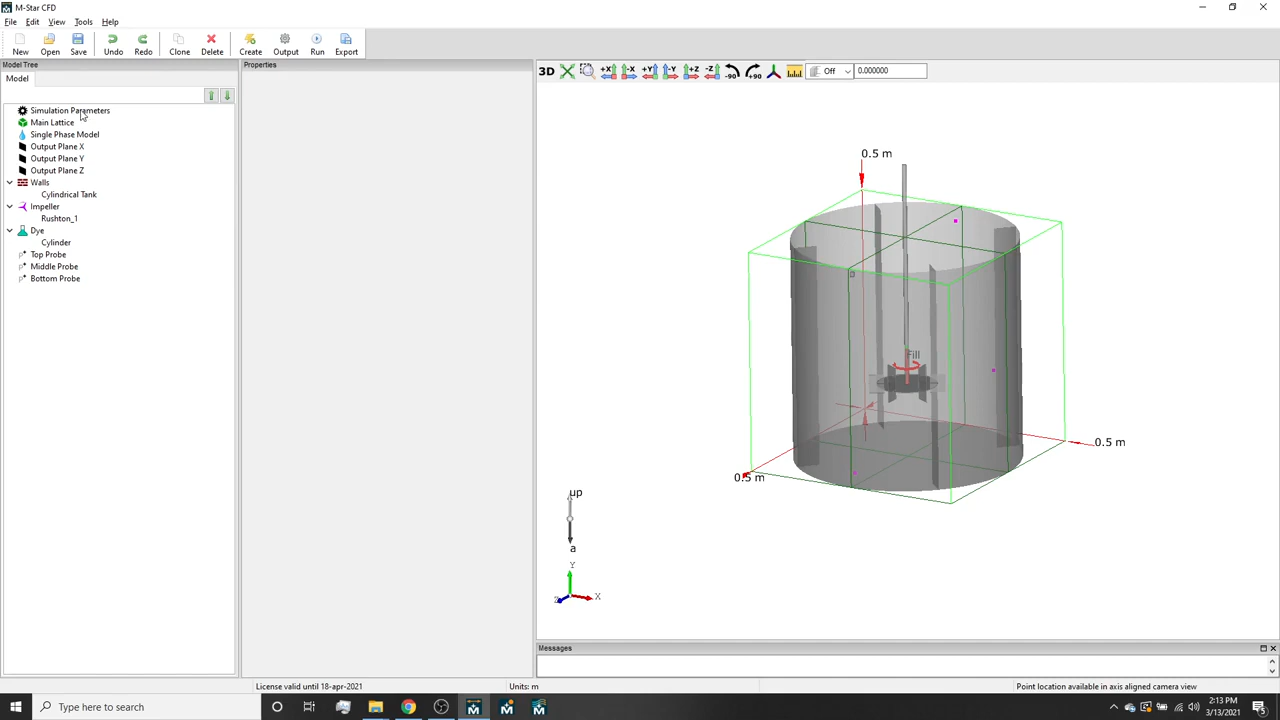 M-Star CFD
File Edit View Tools Help
New Open Save Undo Redo Clone Delete Create Output Run Export
Model Tree
Properties
Model
3D +X -X +Y -Y +Z -Z -90 +90 Off 0.000000
Simulation Parameters
Main Lattice
Single Phase Model
Output Plane X
Output Plane Y
Output Plane Z
Walls
Cylindrical Tank
Impeller
Rushton_1
Dye
Cylinder
Top Probe
Middle Probe
Bottom Probe
0.5 m
Fill
0.5 m
0.5 m
up
a
Y
X
Z
Messages
License valid until 18-apr-2021
Units: m
Point location available in axis aligned camera view
Type here to search
2:13 PM
3/13/2021